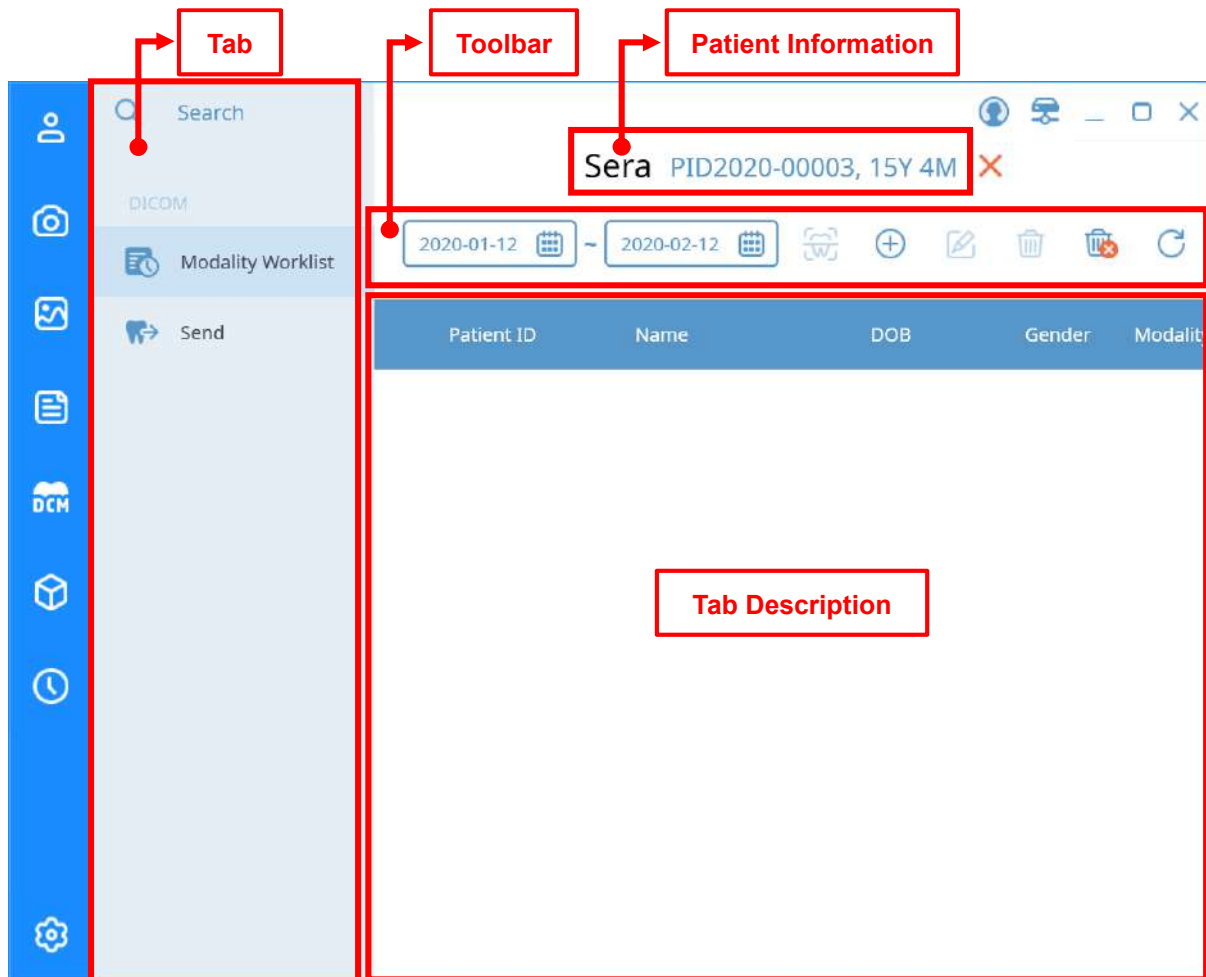 Tab
Toolbar
Patient Information
Search
Sera PID2020-00003, 15Y 4M
DICOM
2020-01-12 ~ 2020-02-12
W
Modality Worklist
Send
Patient ID Name DOB Gender Modality
DCM
Tab Description